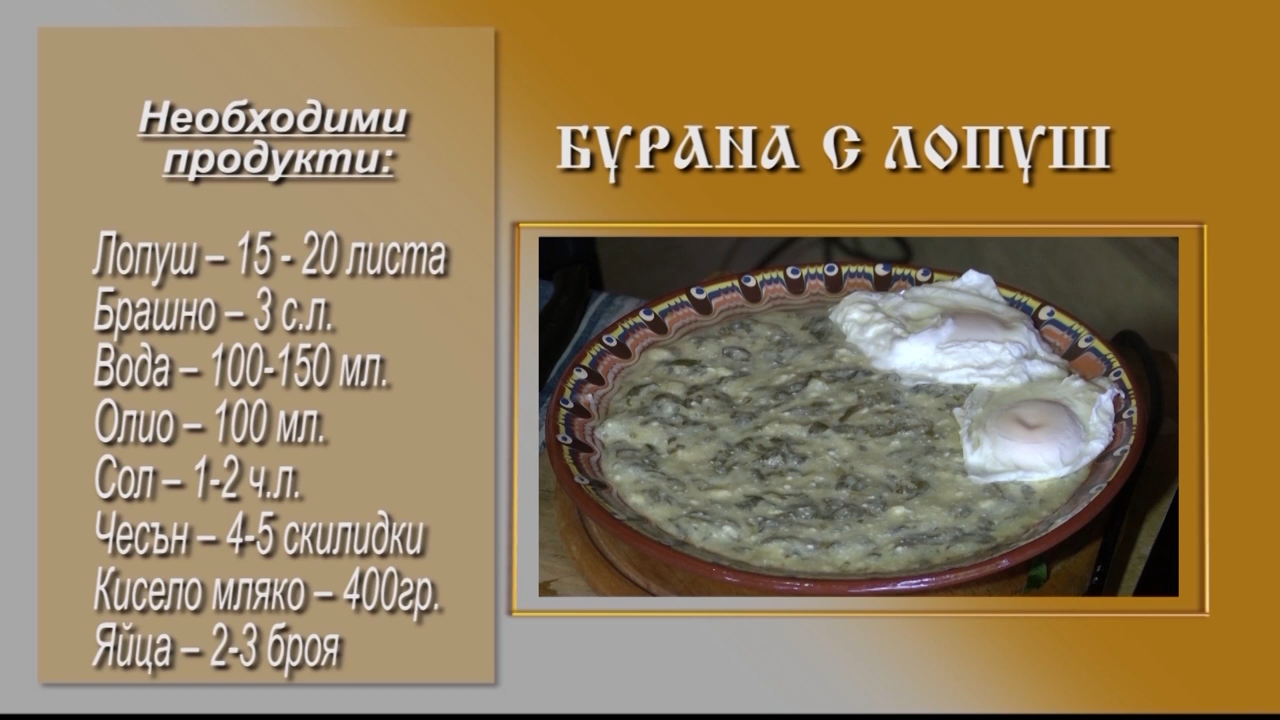 Необходими
продукти:
Лопуш – 15 - 20 листа
Брашно – 3 с.л.
Вода – 100-150 мл.
Олио – 100 мл.
Сол – 1-2 ч.л.
Чесън – 4-5 скилидки
Кисело мляко – 400гр.
Яйца – 2-3 броя
БУРАНА С ЛОПУШ